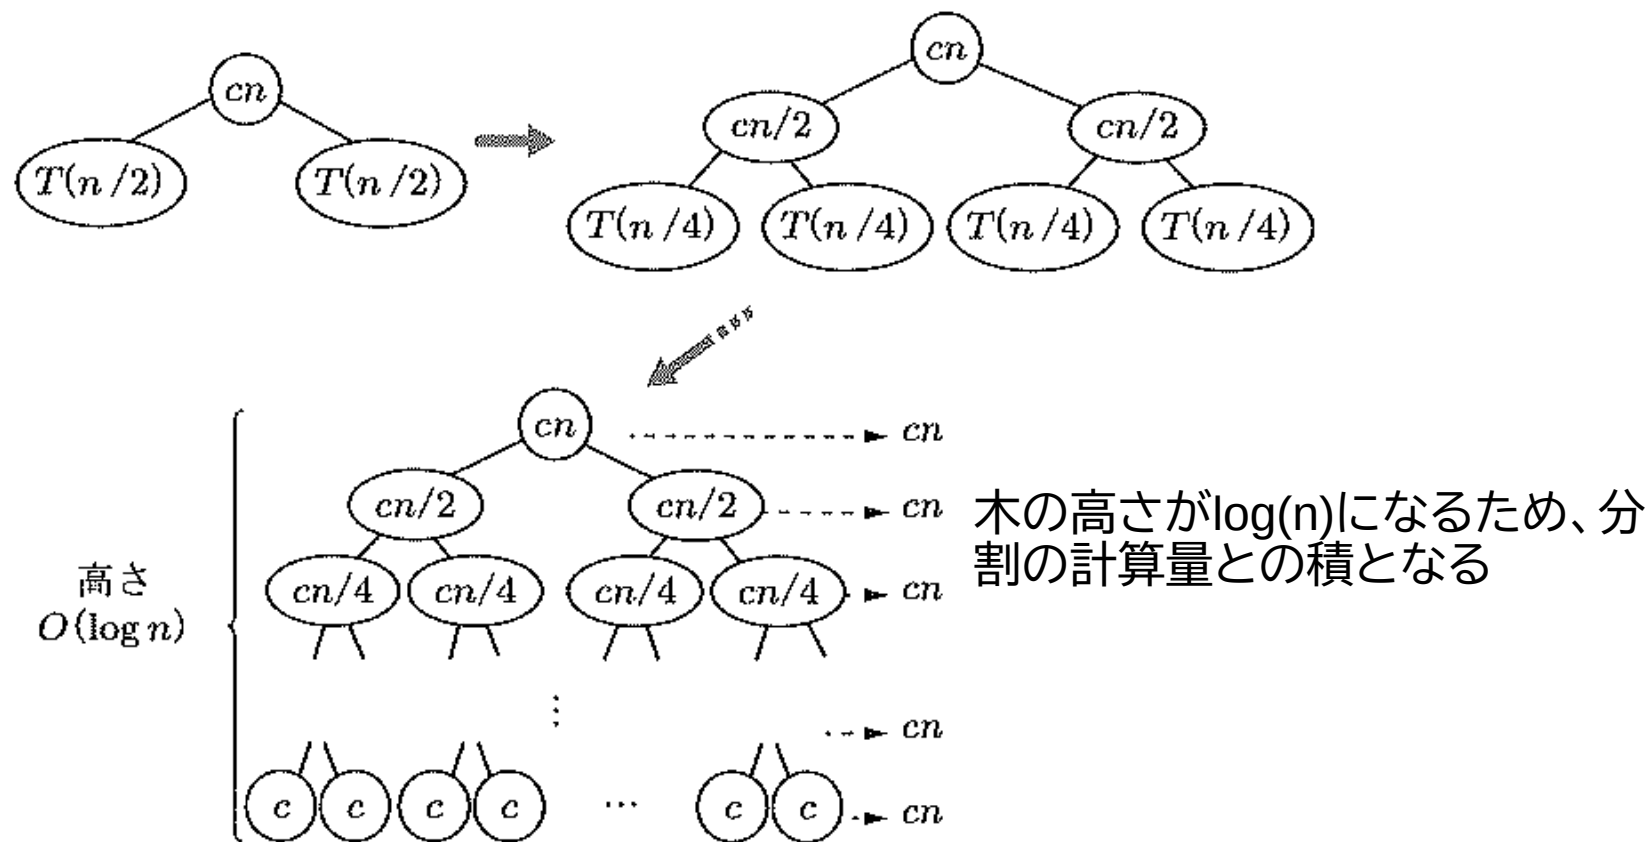 cn
T(n/2) T(n/2)
cn
cn/2 cn/2
T(n/4) T(n/4) T(n/4) T(n/4)
cn cn
cn/2 cn/2 cn
cn/4 cn/4 cn/4 cn/4 cn
木の高さがlog(n)になるため、分
割の計算量との積となる
高さ
O(log n)
⋮
cn
c c c c … c c cn